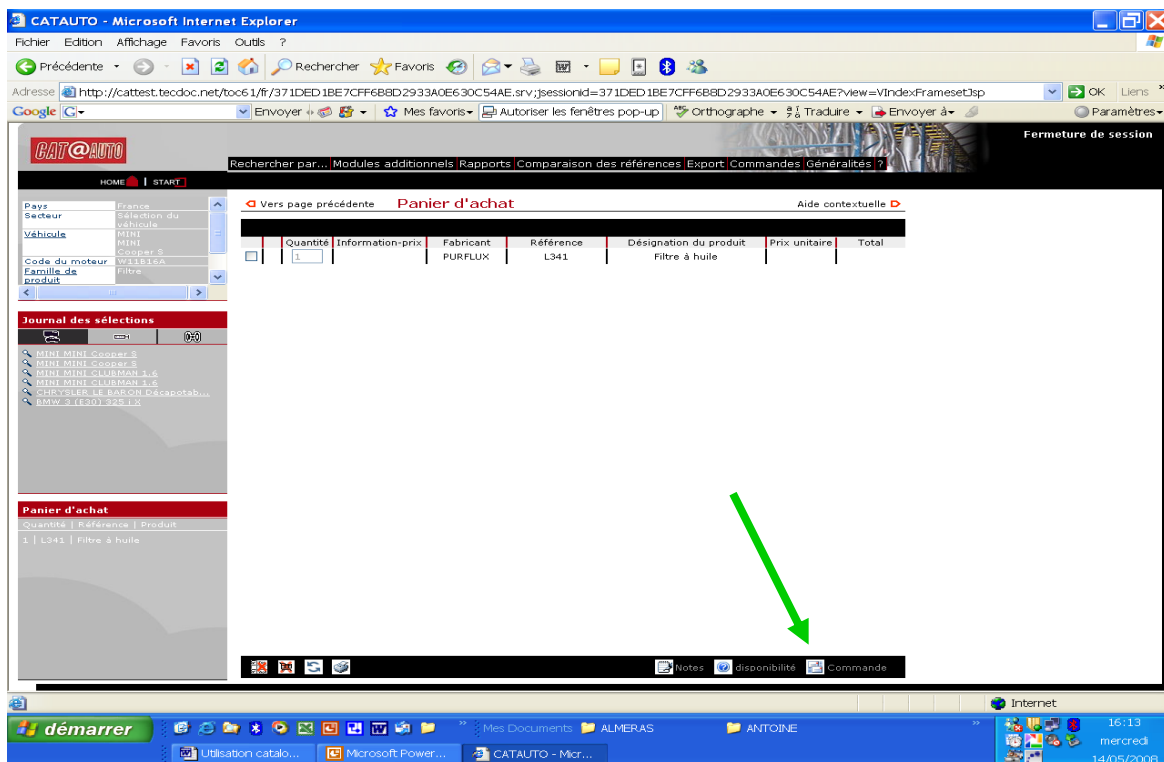 CATAUTO - Microsoft Internet Explorer
Fichier Edition Affichage Favoris Outils ?
Précédente Rechercher Favoris
Adresse http://cattest.tecdoc.net/toc61/fr/371DED1BE7CFF6B8D2933A0E630C54AE.srv;jsessionid=371DED1BE7CFF6B8D2933A0E630C54AE?view=VIndexFramesetJsp OK Liens »
Google G Envoyer Mes favoris Autoriser les fenêtres pop-up Orthographe Traduire Envoyer à Paramètres
CAT@AUTO Fermeture de session
Rechercher par... Modules additionnels Rapports Comparaison des références Export Commandes Généralités ?
HOME | START
Pays France
Secteur Sélection du véhicule
Véhicule MINI
MINI
Cooper S
Code du moteur W11B16A
Famille de produit Filtre
Vers page précédente Panier d'achat Aide contextuelle
Quantité Information-prix Fabricant Référence Désignation du produit Prix unitaire Total
1 PURFLUX L341 Filtre à huile
Journal des sélections
MINI MINI Cooper S
MINI MINI Cooper S
MINI MINI CLUBMAN 1.6
MINI MINI CLUBMAN 1.6
CHRYSLER LE BARON Décapotab...
BMW 3 (E30) 325 i X
Panier d'achat
Quantité | Référence | Produit
1 | L341 | Filtre à huile
Notes disponibilité Commande
Internet
démarrer » Mes Documents ALMERAS ANTOINE » 16:13
Utilsation catalo... Microsoft Power... CATAUTO - Micr... mercredi
14/05/2008